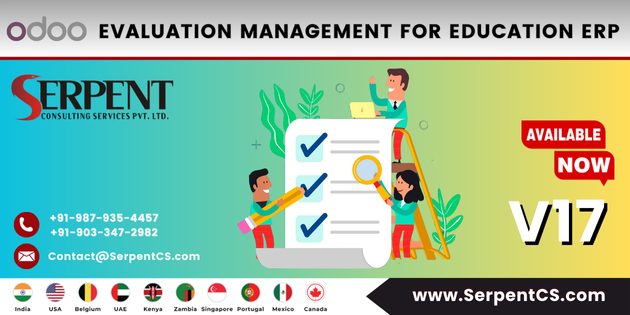 odoo EVALUATION MANAGEMENT FOR EDUCATION ERP
SERPENT
CONSULTING SERVICES PVT. LTD.
AVAILABLE
NOW
V17
+91-987-935-4457
+91-903-347-2982
Contact@SerpentCS.com
India USA Belgium UAE Kenya Zambia Singapore Portugal Mexico Canada
www.SerpentCS.com